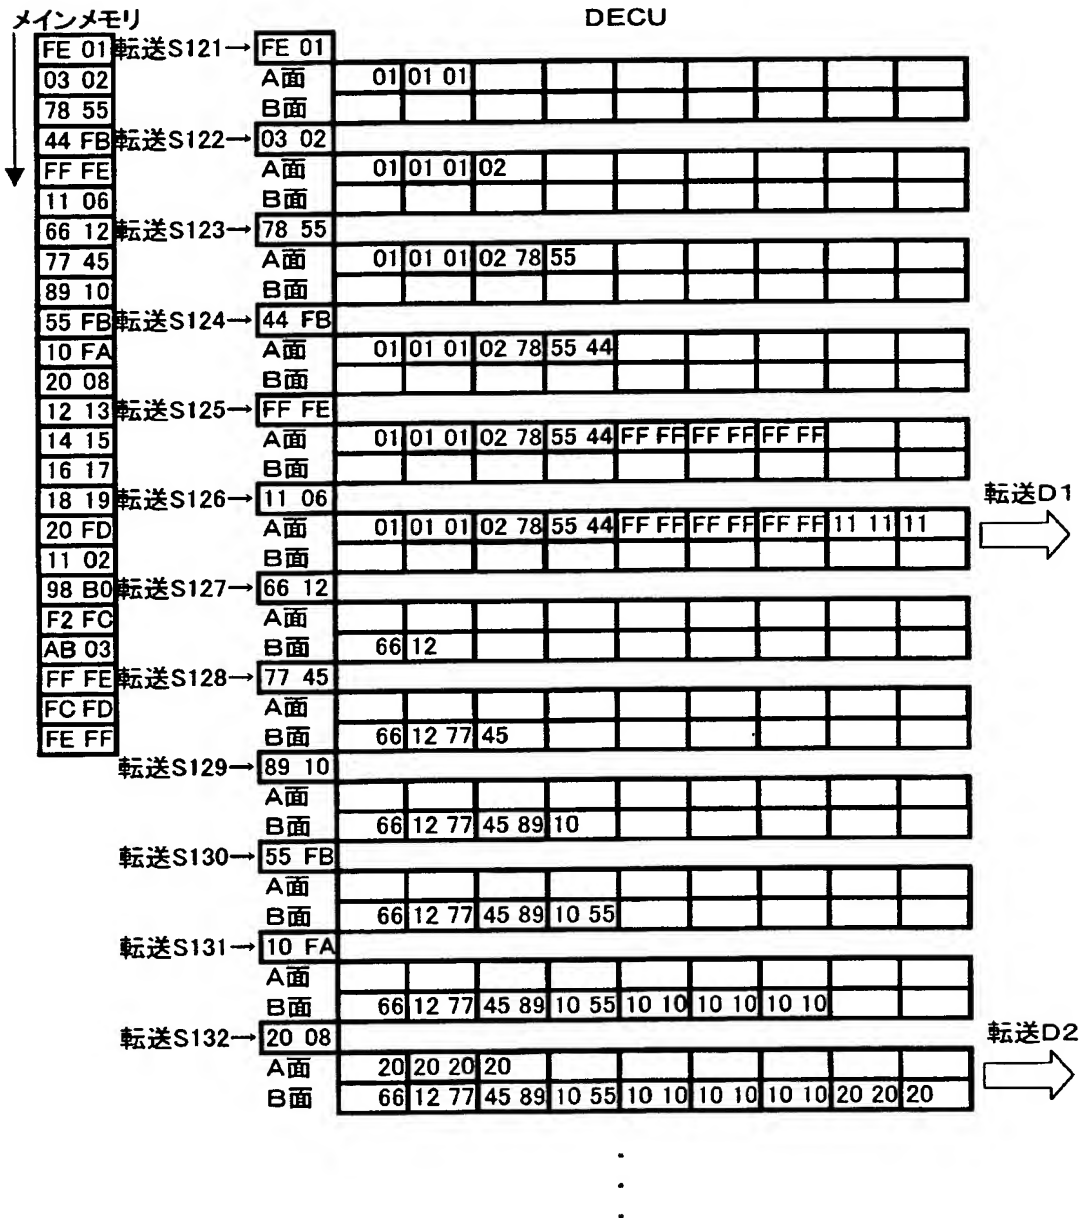 メインメモリ
DECU
FE 01 転送S121→ FE 01
03 02 A面 01 01 01
78 55 B面
44 FB 転送S122→ 03 02
FF FE A面 01 01 01 02
11 06 B面
66 12 転送S123→ 78 55
77 45 A面 01 01 01 02 78 55
89 10 B面
55 FB 転送S124→ 44 FB
10 FA A面 01 01 01 02 78 55 44
20 08 B面
12 13 転送S125→ FF FE
14 15 A面 01 01 01 02 78 55 44 FF FF FF FF FF FF
16 17 B面
18 19 転送S126→ 11 06 転送D1
20 FD A面 01 01 01 02 78 55 44 FF FF FF FF FF FF 11 11 11
11 02 B面
98 B0 転送S127→ 66 12
F2 FC A面
AB 03 B面 66 12
FF FE 転送S128→ 77 45
FC FD A面
FE FF B面 66 12 77 45
転送S129→ 89 10
A面
B面 66 12 77 45 89 10
転送S130→ 55 FB
A面
B面 66 12 77 45 89 10 55
転送S131→ 10 FA
A面
B面 66 12 77 45 89 10 55 10 10 10 10 10 10
転送S132→ 20 08 転送D2
A面 20 20 20 20
B面 66 12 77 45 89 10 55 10 10 10 10 10 10 20 20 20